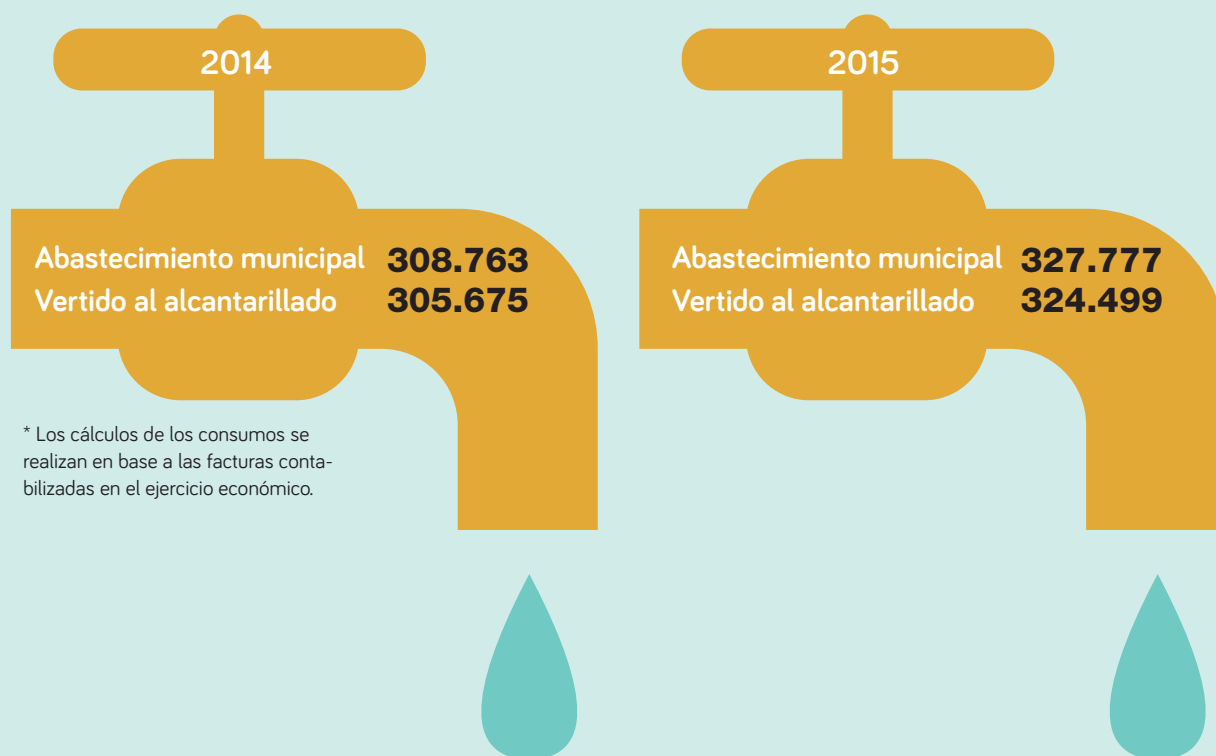 2014
Abastecimiento municipal 308.763
Vertido al alcantarillado 305.675
* Los cálculos de los consumos se
realizan en base a las facturas conta-
bilizadas en el ejercicio económico.
2015
Abastecimiento municipal 327.777
Vertido al alcantarillado 324.499